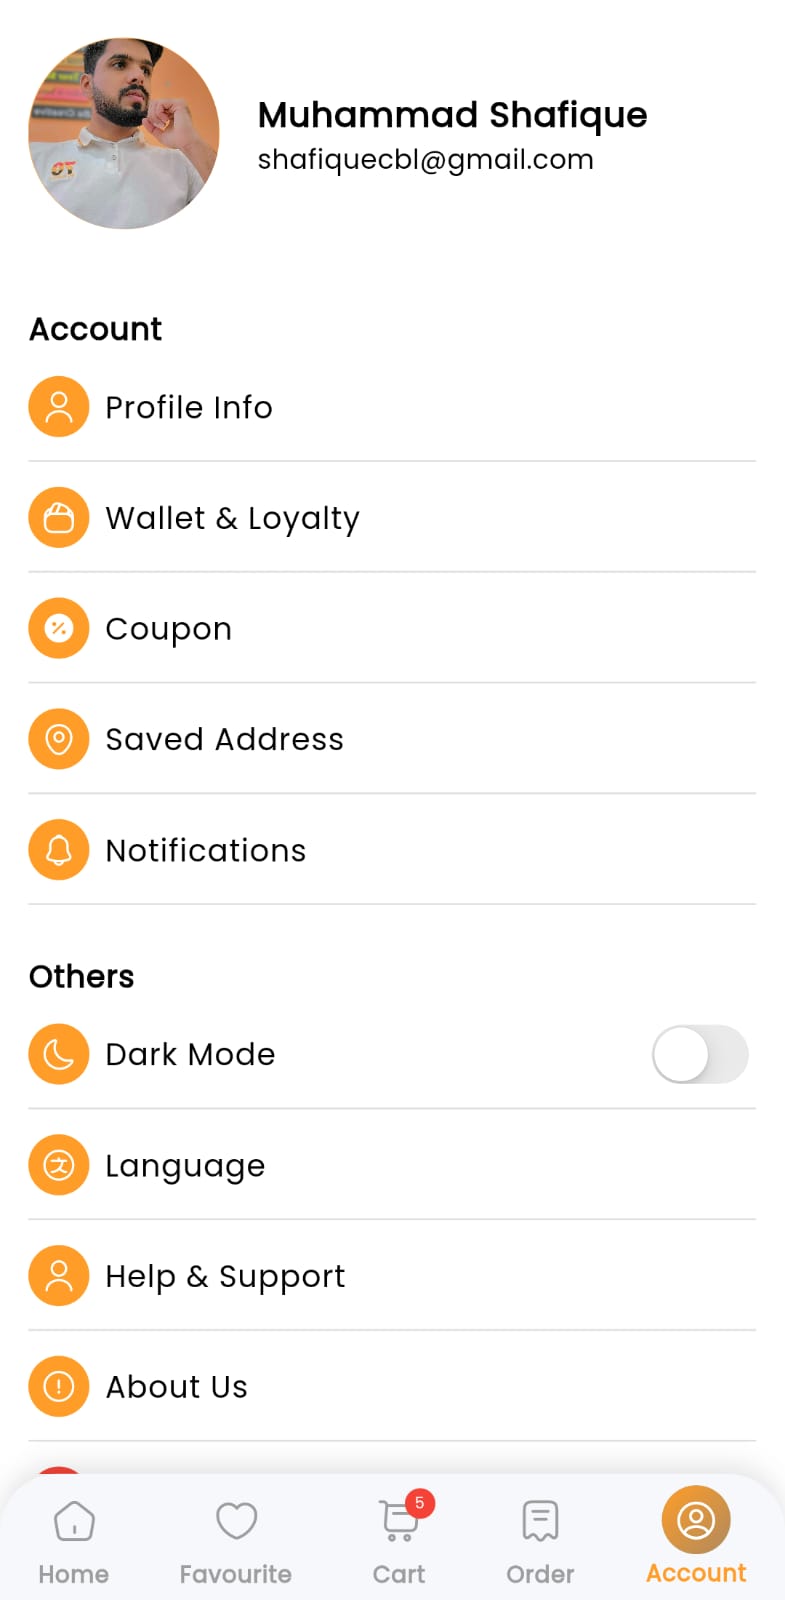 OT
Muhammad Shafique
shafiquecbl@gmail.com
Account
Profile Info
Wallet & Loyalty
Coupon
Saved Address
Notifications
Others
Dark Mode
Language
Help & Support
About Us
5
Home
Favourite
Cart
Order
Account